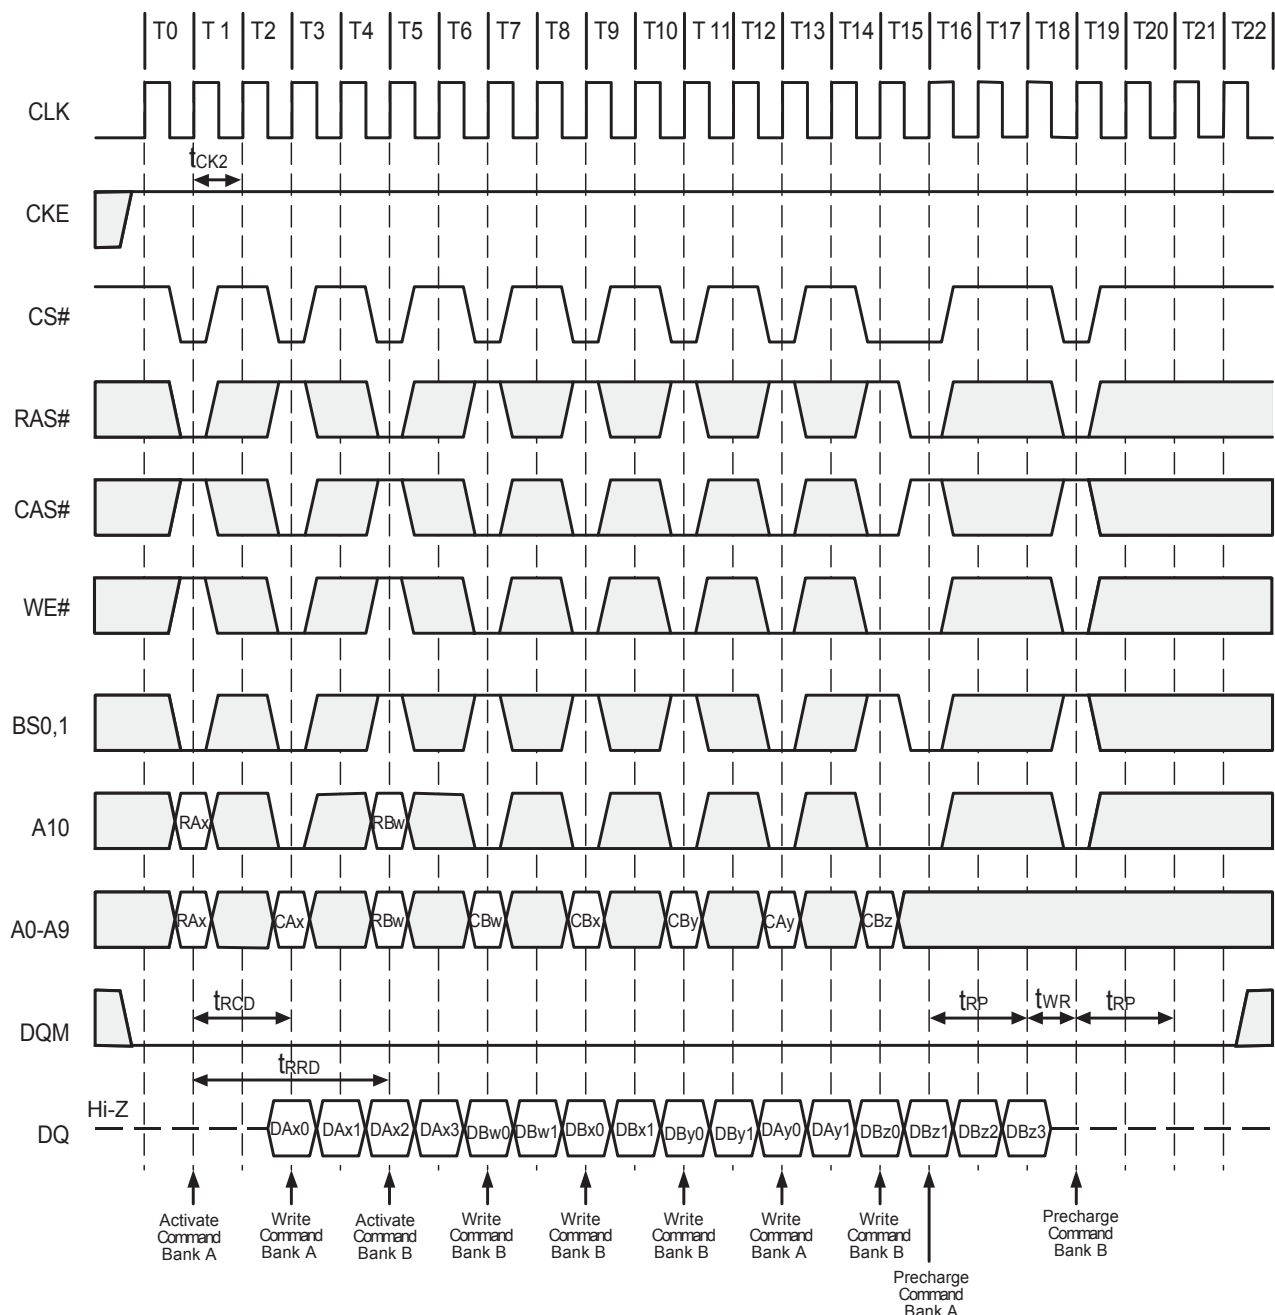 T0 T 1 T2 T3 T4 T5 T6 T7 T8 T9 T10 T 11 T12 T13 T14 T15 T16 T17 T18 T19 T20 T21 T22
CLK
tCK2
CKE
CS#
RAS#
CAS#
WE#
BS0,1
A10
RAx RBw
A0-A9
RAx CAx RBw CBw CBx CBy CAy CBz
DQM
tRCD tRP tWR tRP
tRRD
Hi-Z
DQ
DAx0 DAx1 DAx2 DAx3 DBw0 DBw1 DBx0 DBx1 DBy0 DBy1 DAy0 DAy1 DBz0 DBz1 DBz2 DBz3
Activate
Command
Bank A
Write
Command
Bank A
Activate
Command
Bank B
Write
Command
Bank B
Write
Command
Bank B
Write
Command
Bank B
Write
Command
Bank A
Write
Command
Bank B
Precharge
Command
Bank A
Precharge
Command
Bank B